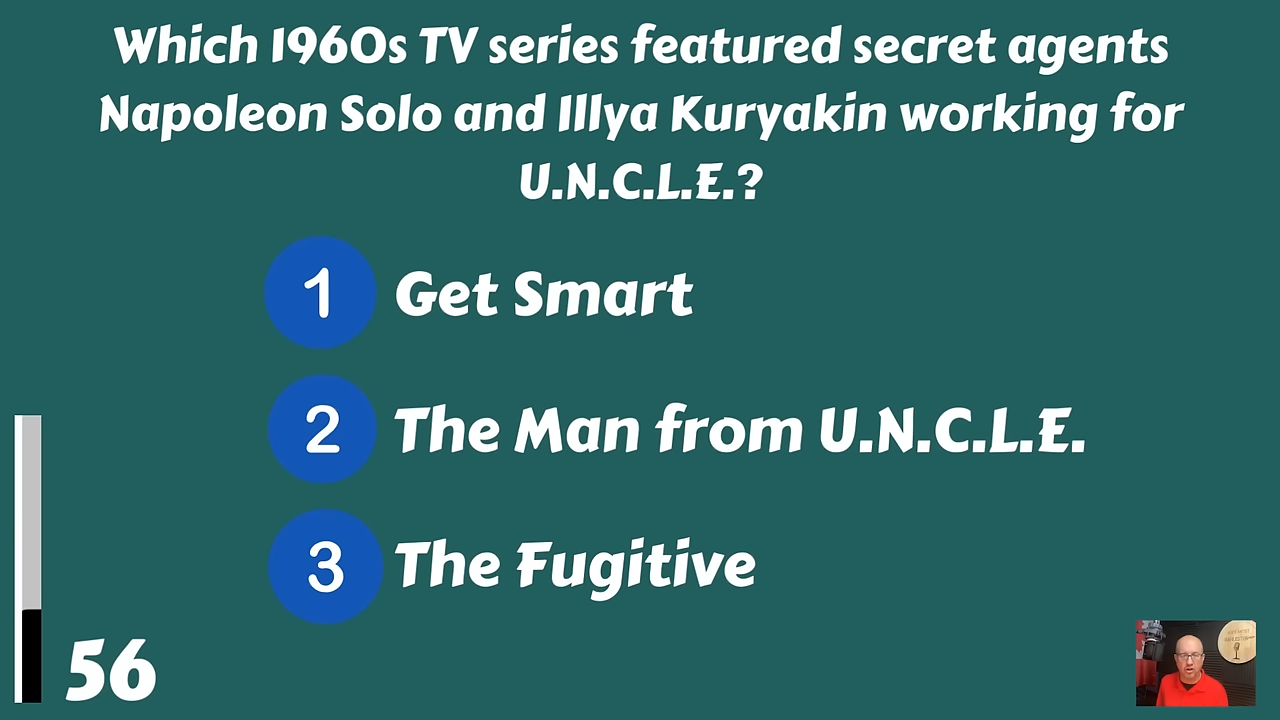 Which 1960s TV series featured secret agents
Napoleon Solo and Illya Kuryakin working for
U.N.C.L.E.?
1 Get Smart
2 The Man from U.N.C.L.E.
3 The Fugitive
56